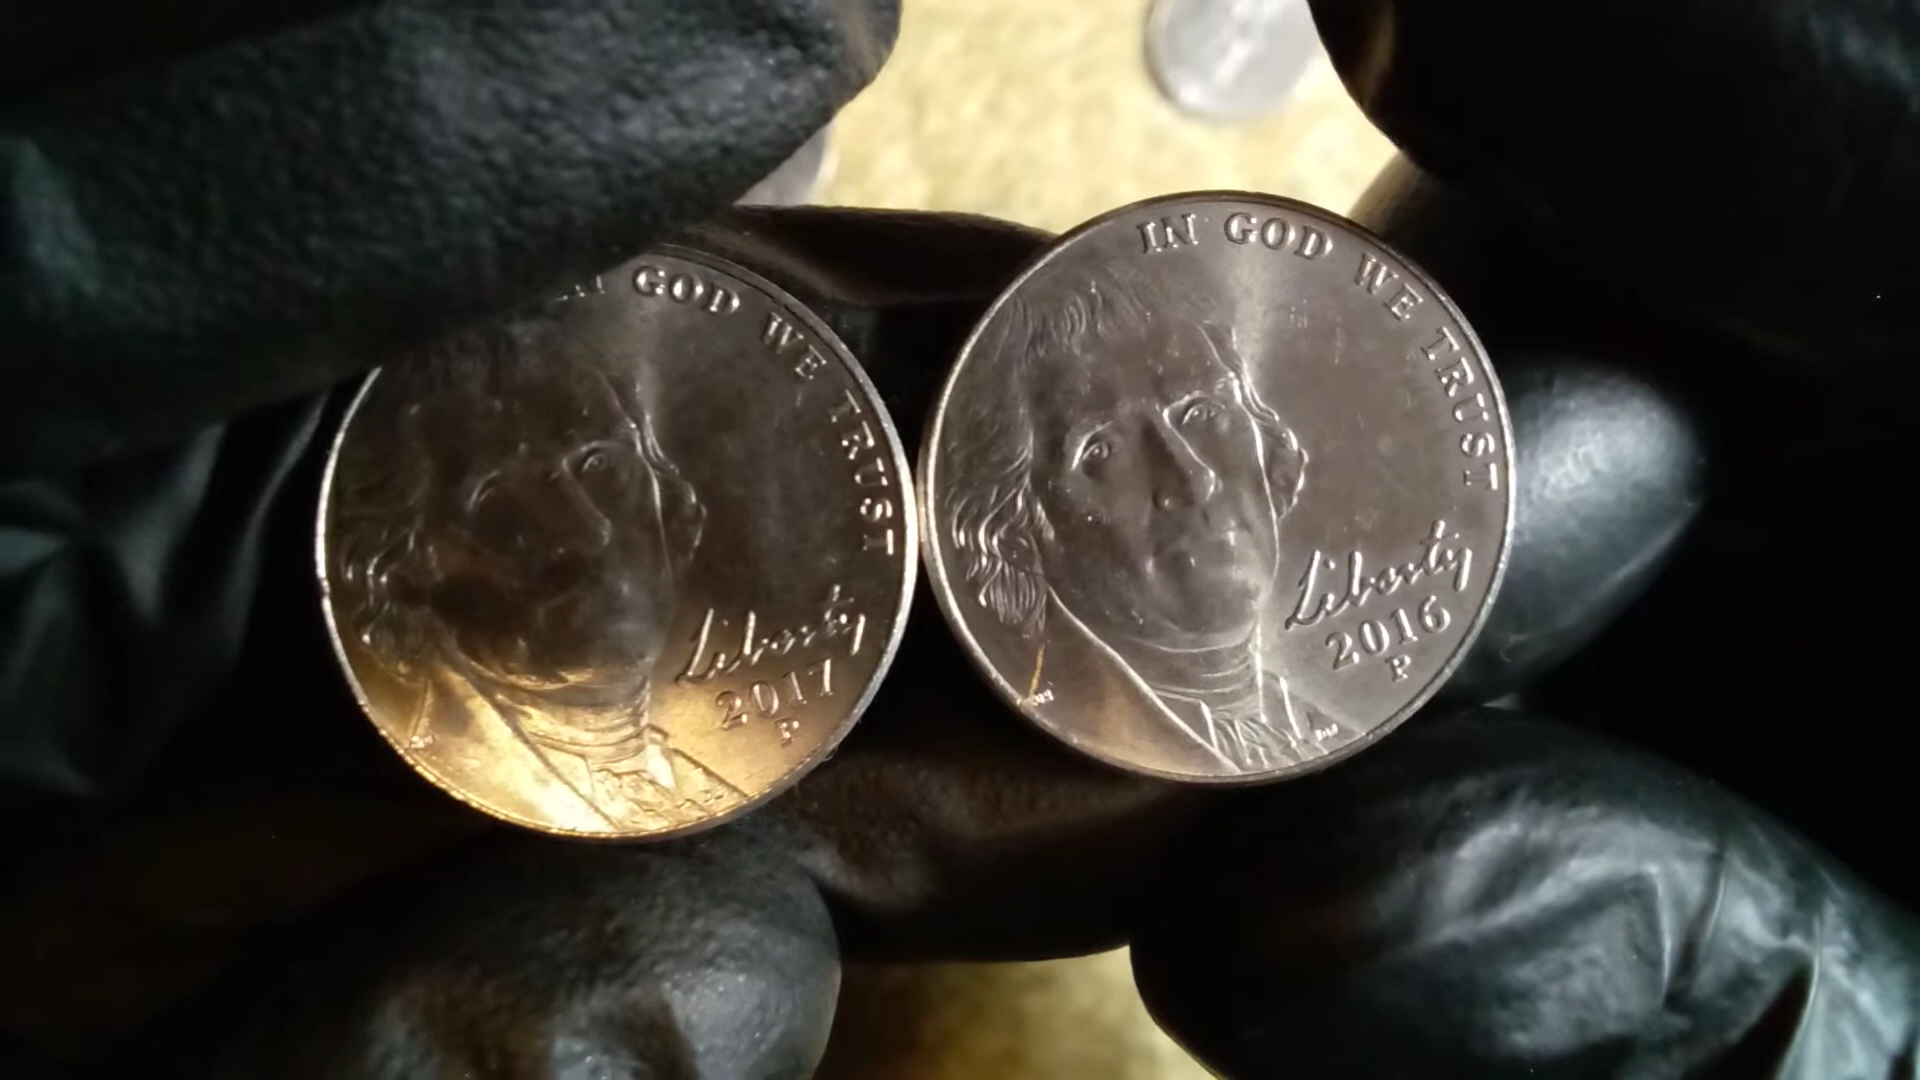 GOD WE TRUST
Liberty
2017
P
IN GOD WE TRUST
Liberty
2016
P